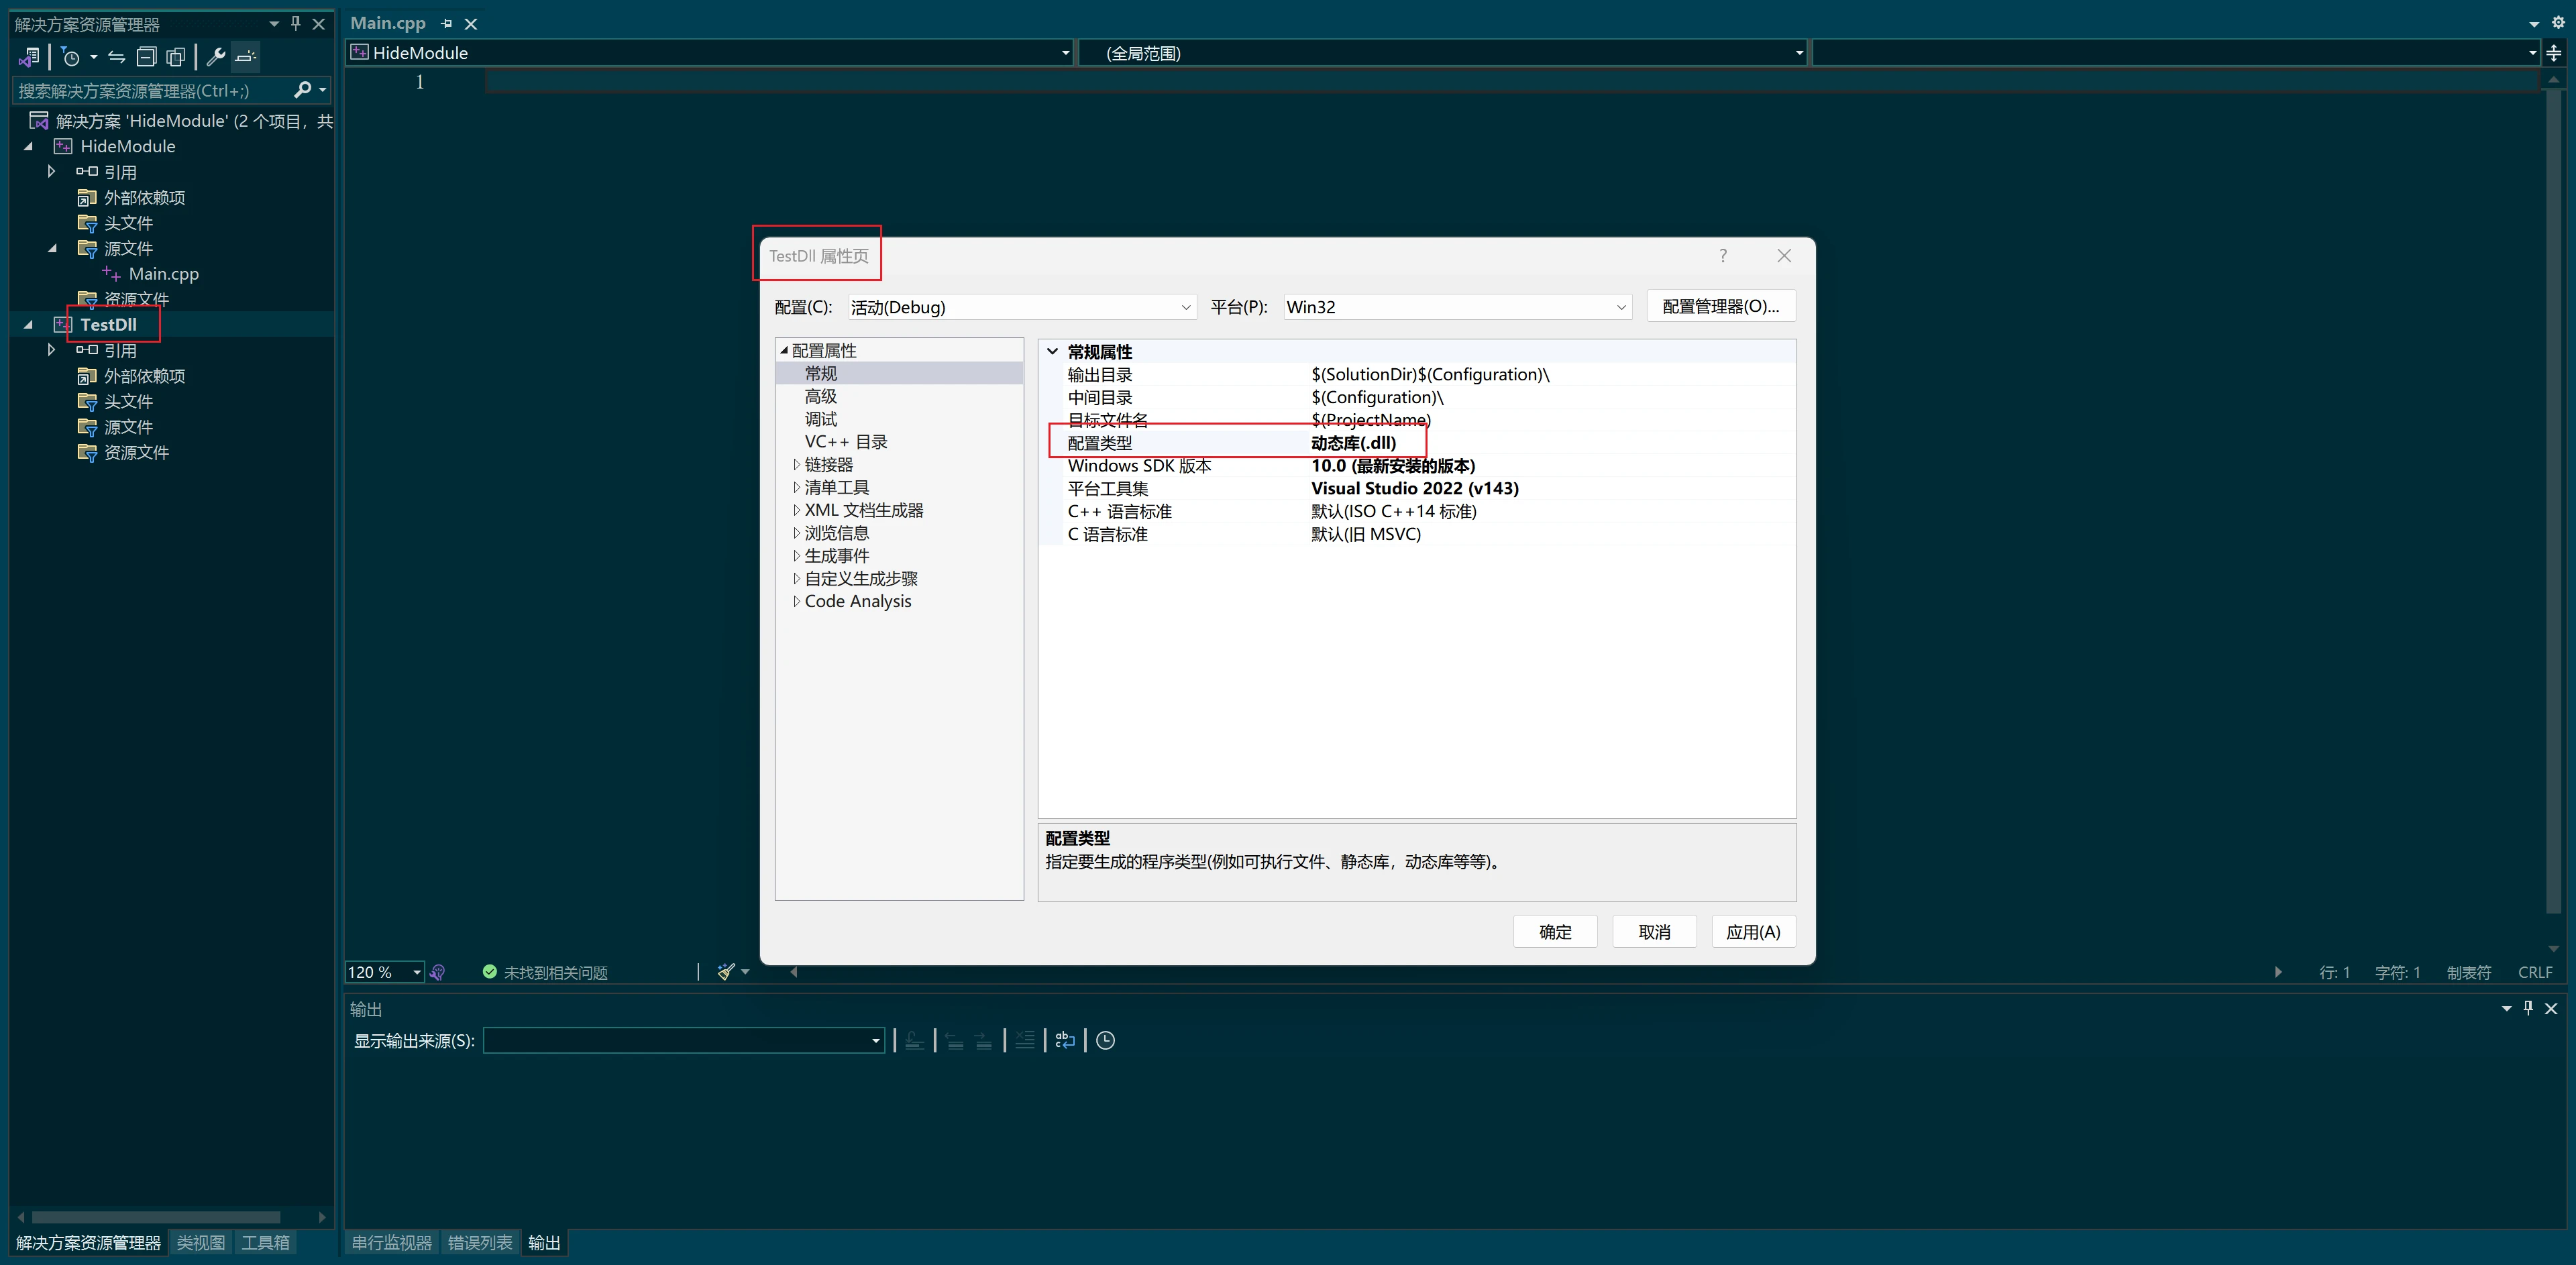 解决方案资源管理器
搜索解决方案资源管理器(Ctrl+;)
解决方案 'HideModule' (2 个项目，共
HideModule
引用
外部依赖项
头文件
源文件
Main.cpp
资源文件
TestDll
引用
外部依赖项
头文件
源文件
资源文件
解决方案资源管理器
类视图
工具箱
Main.cpp
HideModule
(全局范围)
1
TestDll 属性页
?
配置(C):
活动(Debug)
平台(P):
Win32
配置管理器(O)...
配置属性
常规
高级
调试
VC++ 目录
链接器
清单工具
XML 文档生成器
浏览信息
生成事件
自定义生成步骤
Code Analysis
常规属性
输出目录 $(SolutionDir)$(Configuration)\
中间目录 $(Configuration)\
目标文件名 $(ProjectName)
配置类型 动态库(.dll)
Windows SDK 版本 10.0 (最新安装的版本)
平台工具集 Visual Studio 2022 (v143)
C++ 语言标准 默认(ISO C++14 标准)
C 语言标准 默认(旧 MSVC)
配置类型
指定要生成的程序类型(例如可执行文件、静态库，动态库等等)。
确定
取消
应用(A)
120 %
未找到相关问题
行: 1
字符: 1
制表符
CRLF
输出
显示输出来源(S):
串行监视器
错误列表
输出